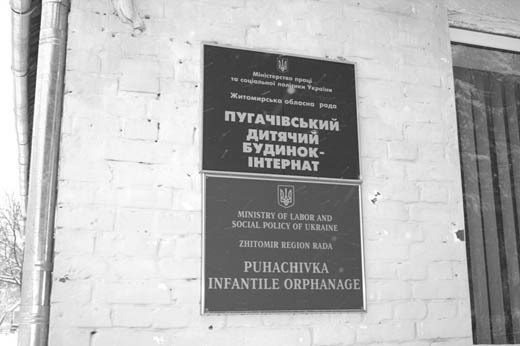 Міністерство праці
та соціальної політики України
Житомирська обласна рада
ПУГАЧІВСЬКИЙ
ДИТЯЧИЙ
БУДИНОК-
ІНТЕРНАТ
MINISTRY OF LABOR AND
SOCIAL POLICY OF UKRAINE
ZHITOMIR REGION RADA
PUHACHIVKA
INFANTILE ORPHANAGE